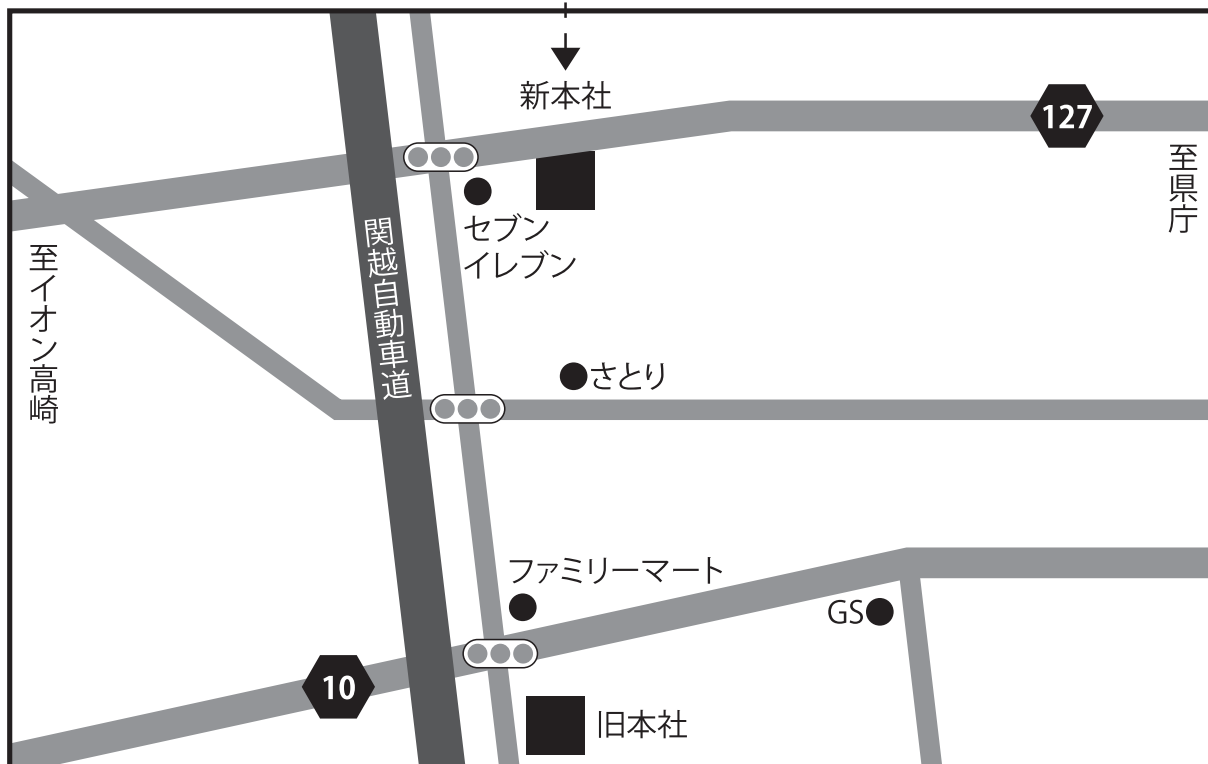 新本社
127
至県庁
セブン
イレブン
至イオン高崎
関越自動車道
さとり
ファミリーマート
GS
10
旧本社